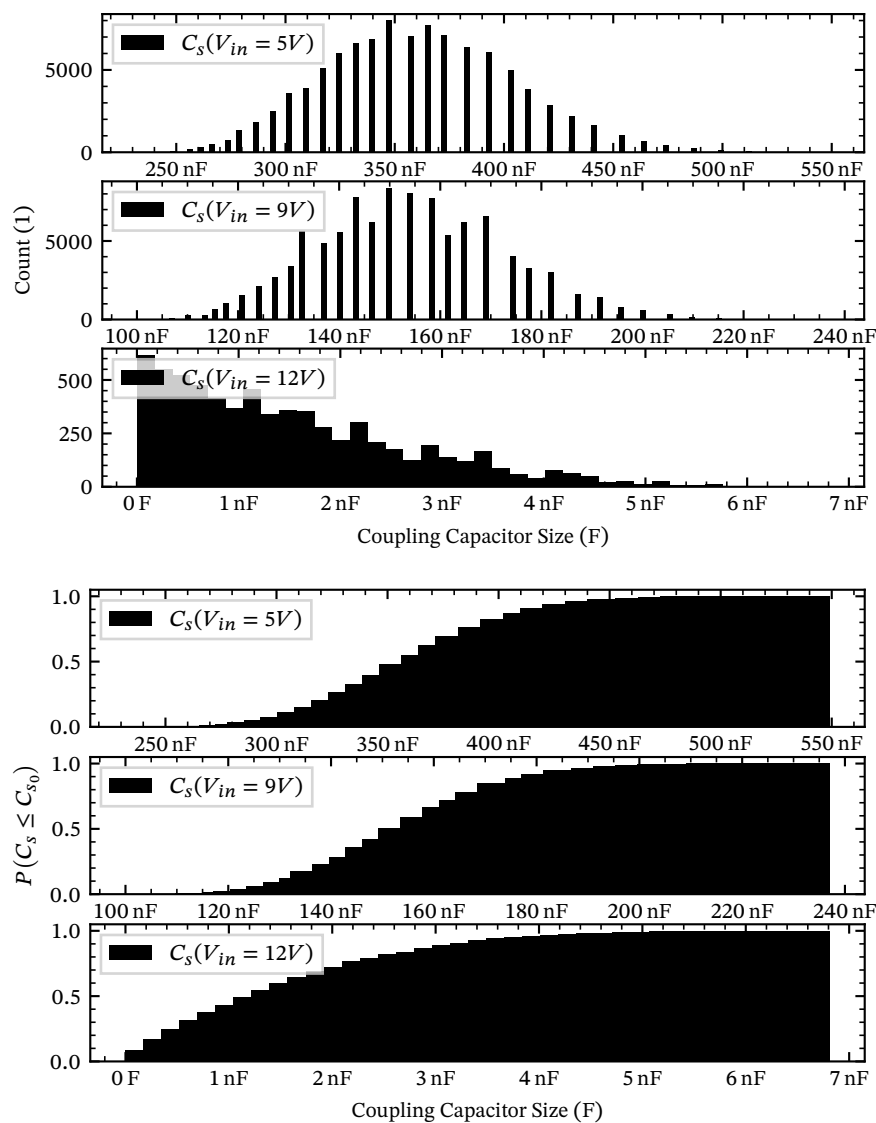 C_s(V_in = 5V)
5000
0
250 nF 300 nF 350 nF 400 nF 450 nF 500 nF 550 nF
C_s(V_in = 9V)
Count (1)
5000
0
100 nF 120 nF 140 nF 160 nF 180 nF 200 nF 220 nF 240 nF
C_s(V_in = 12V)
500
250
0
0 F 1 nF 2 nF 3 nF 4 nF 5 nF 6 nF 7 nF
Coupling Capacitor Size (F)
1.0
C_s(V_in = 5V)
0.5
0.0
250 nF 300 nF 350 nF 400 nF 450 nF 500 nF 550 nF
1.0
C_s(V_in = 9V)
P(C_s ≤ C_s_0)
0.5
0.0
100 nF 120 nF 140 nF 160 nF 180 nF 200 nF 220 nF 240 nF
1.0
C_s(V_in = 12V)
0.5
0.0
0 F 1 nF 2 nF 3 nF 4 nF 5 nF 6 nF 7 nF
Coupling Capacitor Size (F)